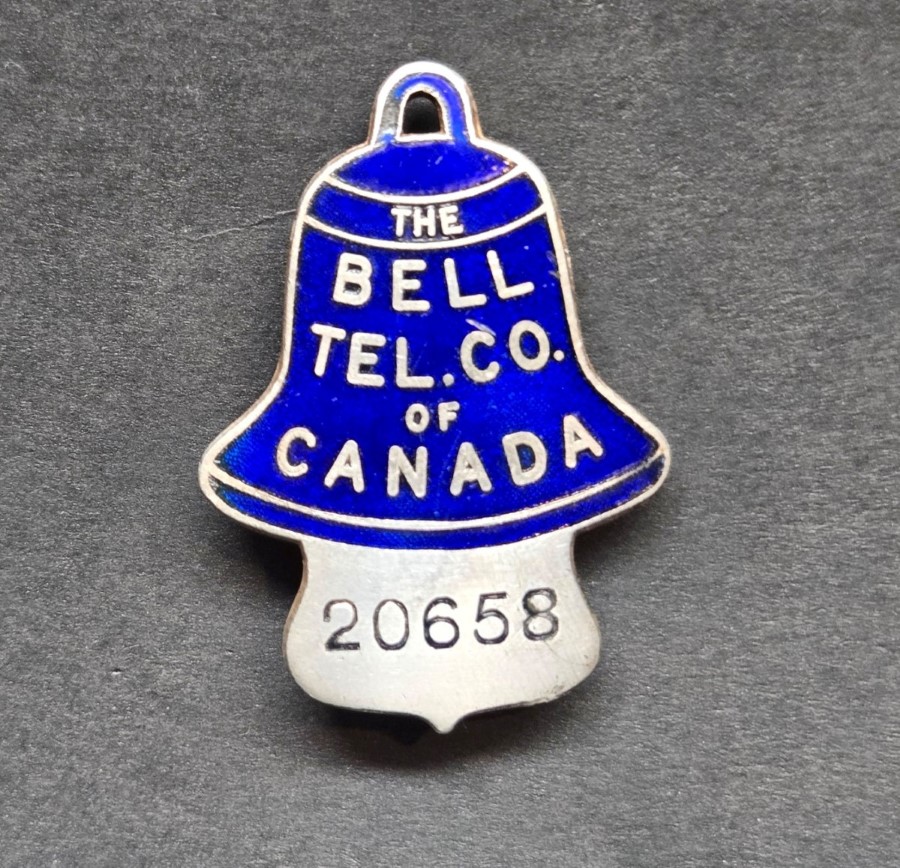 THE
BELL
TEL. CO.
OF
CANADA
20658